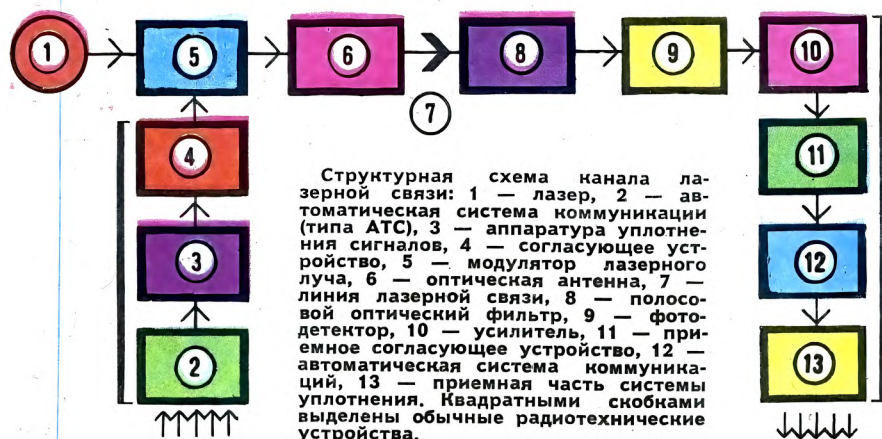 1
5
6
8
9
10
7
4
11
3
12
2
13
Структурная схема канала ла-
зерной связи: 1 — лазер, 2 — ав-
томатическая система коммуникации
(типа АТС), 3 — аппаратура уплотне-
ния сигналов, 4 — согласующее уст-
ройство, 5 — модулятор лазерного
луча, 6 — оптическая антенна, 7 —
линия лазерной связи, 8 — полосо-
вой оптический фильтр, 9 — фото-
детектор, 10 — усилитель, 11 — при-
емное согласующее устройство, 12 —
автоматическая система коммуника-
ций, 13 — приемная часть системы
уплотнения. Квадратными скобками
выделены обычные радиотехнические
устройства.